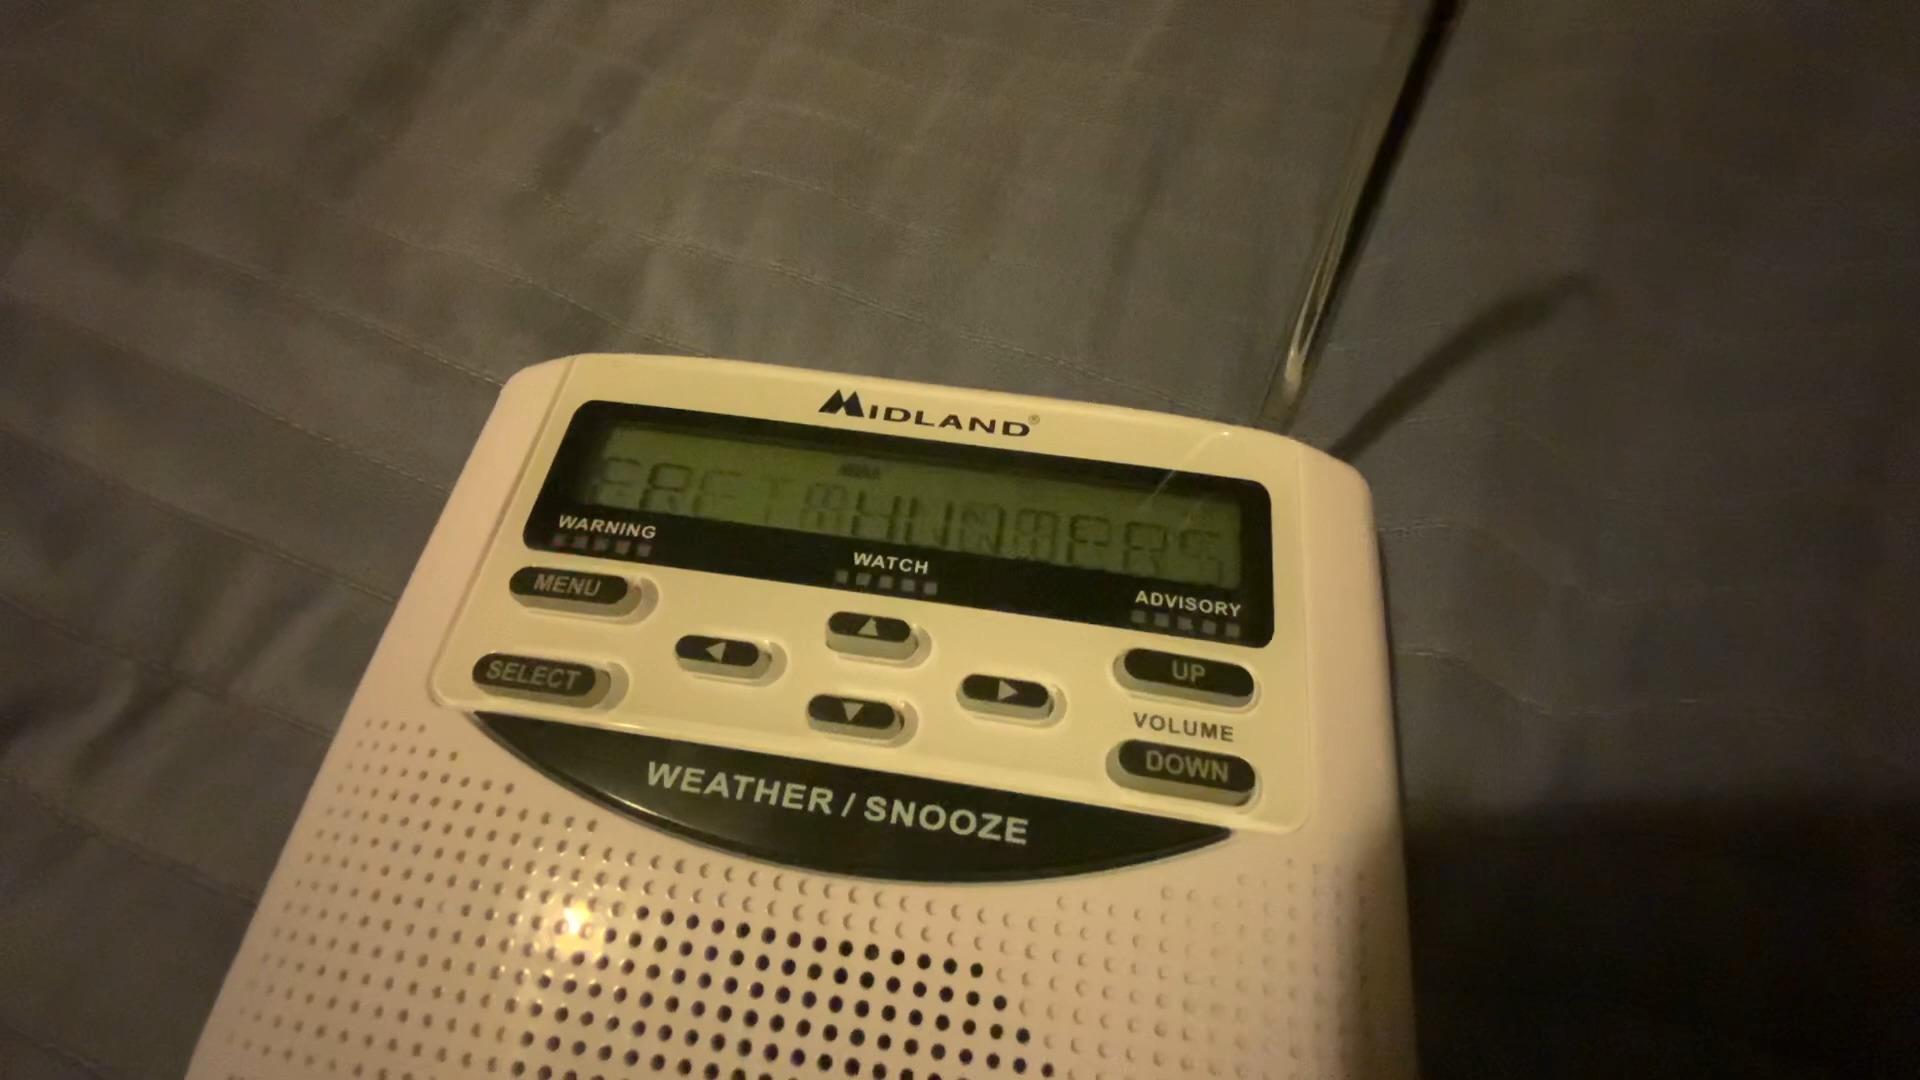 MIDLAND®
WARNING
WATCH
ADVISORY
MENU
SELECT
UP
VOLUME
DOWN
WEATHER / SNOOZE